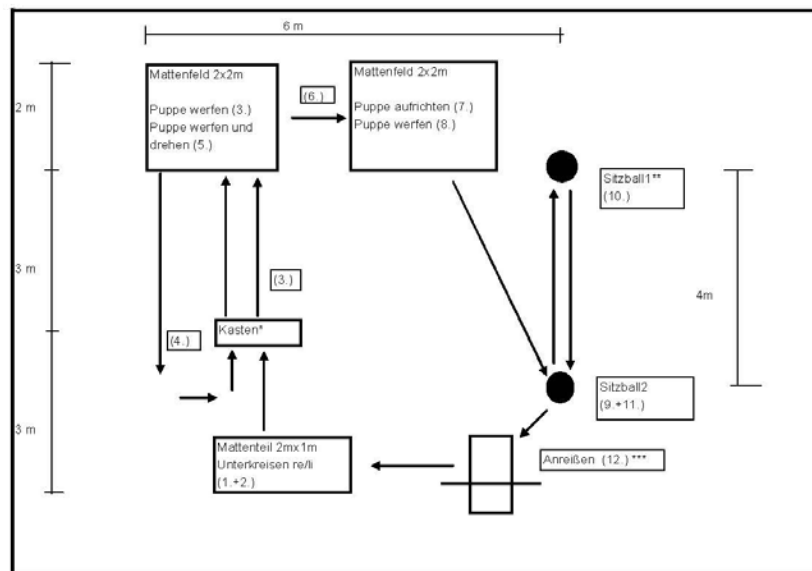 6 m
Mattenfeld 2x2m
Puppe werfen (3.)
Puppe werfen und
drehen (5.)
(6.)
Mattenfeld 2x2m
Puppe aufrichten (7.)
Puppe werfen (8.)
2 m
Sitzball1**
(10.)
3 m
(3.)
4m
Kasten*
(4.)
Sitzball2
(9.+11.)
3 m
Mattenteil 2mx1m
Unterkreisen re/li
(1.+2.)
Anreißen (12.) ***